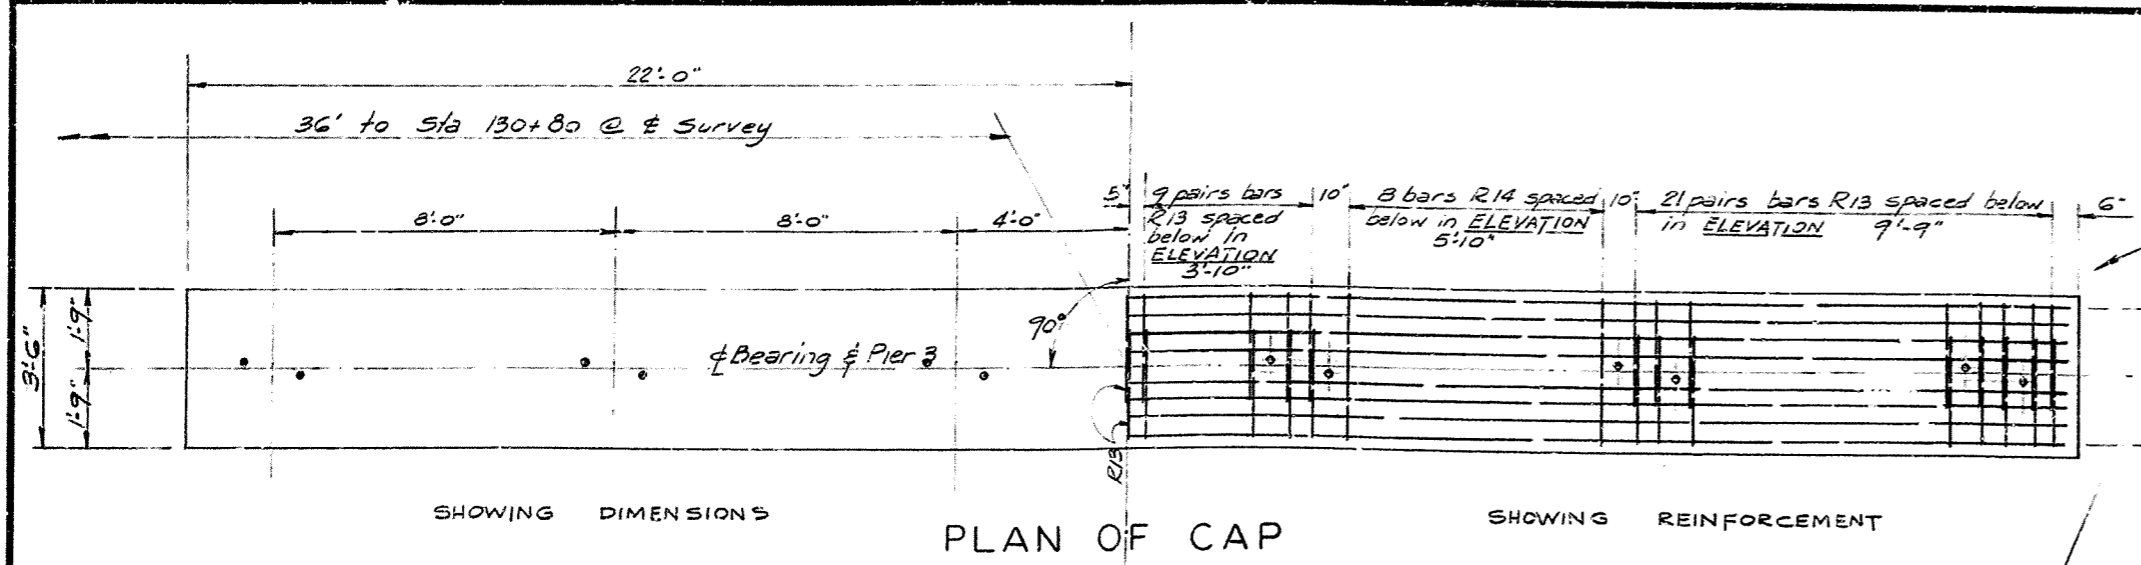 22'-0"
36' to Sta 130+80 @ ℄ Survey
8'-0"
8'-0"
4'-0"
5"
9 pairs bars
R13 spaced
below in
ELEVATION
3'-10"
10"
8 bars R14 spaced
below in ELEVATION
5'-10"
10"
21 pairs bars R13 spaced below
in ELEVATION 9'-9"
6"
3'-6"
1'-9"
1'-9"
90°
℄ Bearing & Pier 3
R13
SHOWING DIMENSIONS
PLAN OF CAP
SHOWING REINFORCEMENT